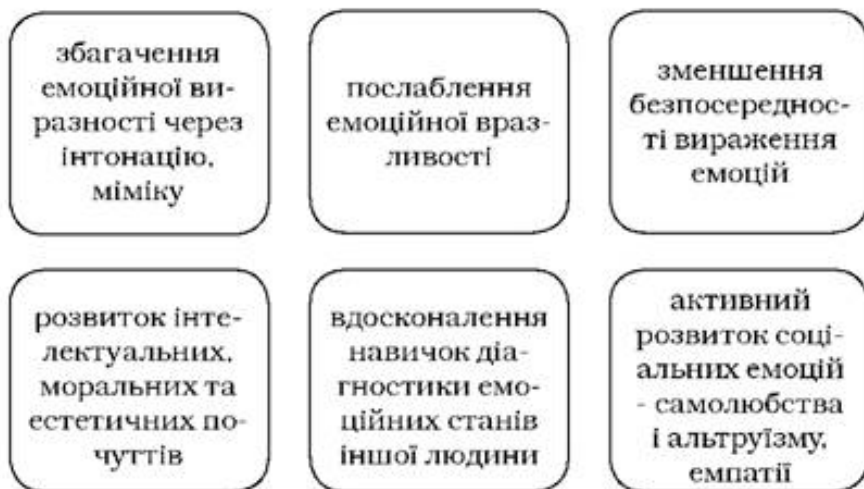 збагачення
емоційної ви-
разності через
інтонацію,
міміку
послаблення
емоційної враз-
ливості
зменшення
безпосереднос-
ті вираження
емоцій
розвиток інте-
лектуальних,
моральних та
естетичних по-
чуттів
вдосконалення
навичок діа-
гностики емо-
ційних станів
іншої людини
активний
розвиток соці-
альних емоцій
- самолюбства
і альтруїзму,
емпатії